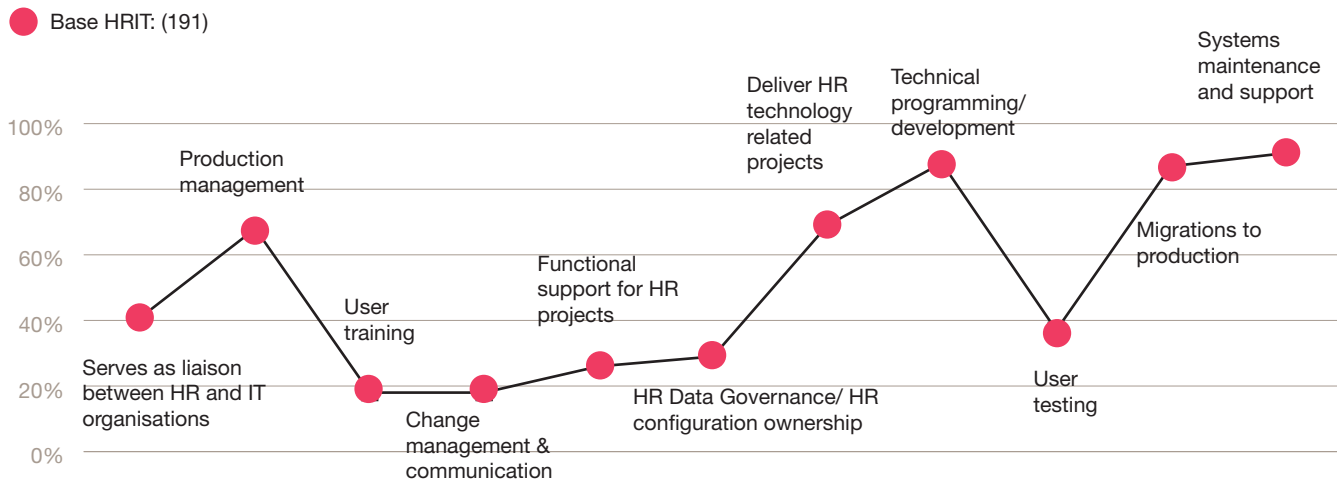 Base HRIT: (191)
100%
80%
60%
40%
20%
0%
Serves as liaison
between HR and IT
organisations
Production
management
User
training
Change
management &
communication
Functional
support for HR
projects
HR Data Governance/ HR
configuration ownership
Deliver HR
technology
related
projects
Technical
programming/
development
User
testing
Migrations to
production
Systems
maintenance
and support